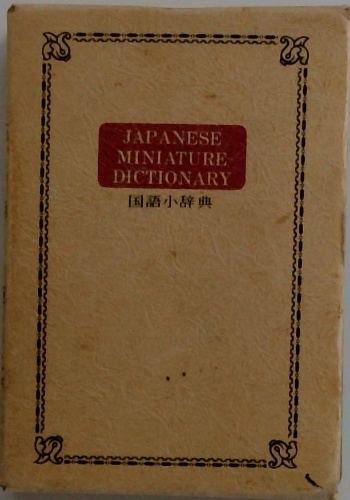 JAPANESE
MINIATURE
DICTIONARY
国語小辞典